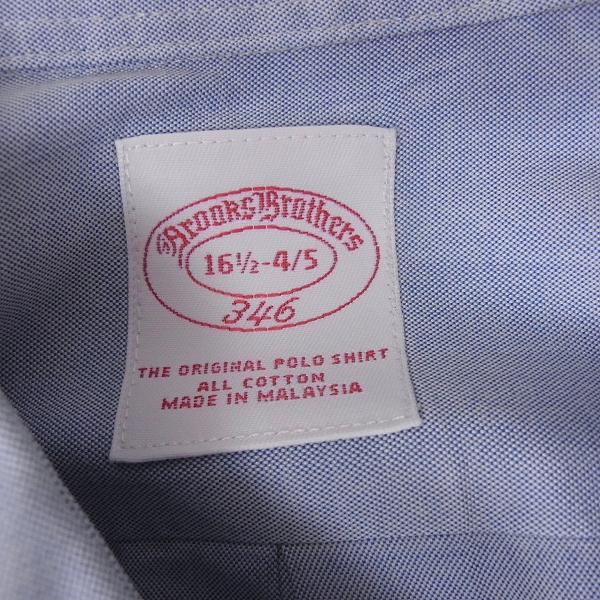 Brooks Brothers
16½-4/5
346
THE ORIGINAL POLO SHIRT
ALL COTTON
MADE IN MALAYSIA